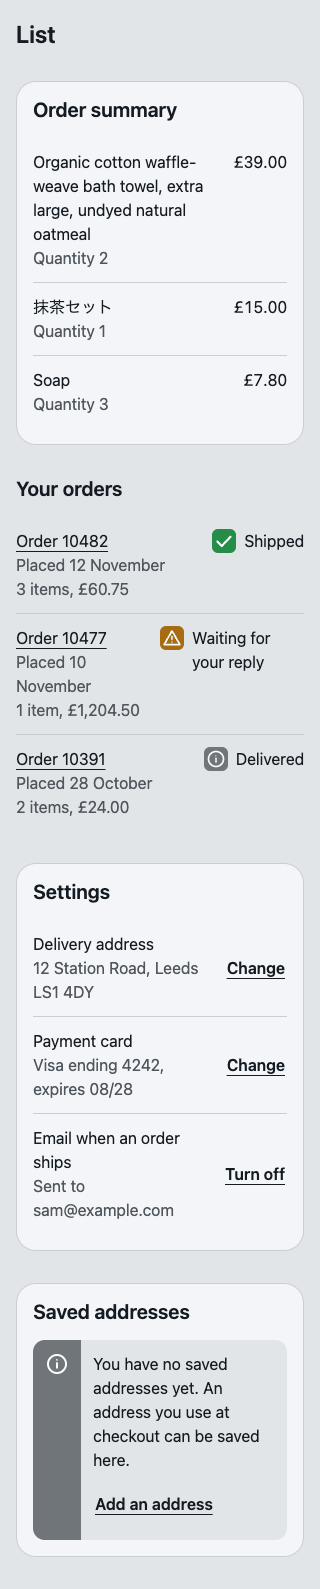 List
Order summary
Organic cotton waffle-
weave bath towel, extra
large, undyed natural
oatmeal
£39.00
Quantity 2
抹茶セット
£15.00
Quantity 1
Soap
£7.80
Quantity 3
Your orders
Order 10482
Shipped
Placed 12 November
3 items, £60.75
Order 10477
Waiting for
your reply
Placed 10
November
1 item, £1,204.50
Order 10391
Delivered
Placed 28 October
2 items, £24.00
Settings
Delivery address
12 Station Road, Leeds
LS1 4DY
Change
Payment card
Visa ending 4242,
expires 08/28
Change
Email when an order
ships
Sent to
sam@example.com
Turn off
Saved addresses
You have no saved
addresses yet. An
address you use at
checkout can be saved
here.
Add an address